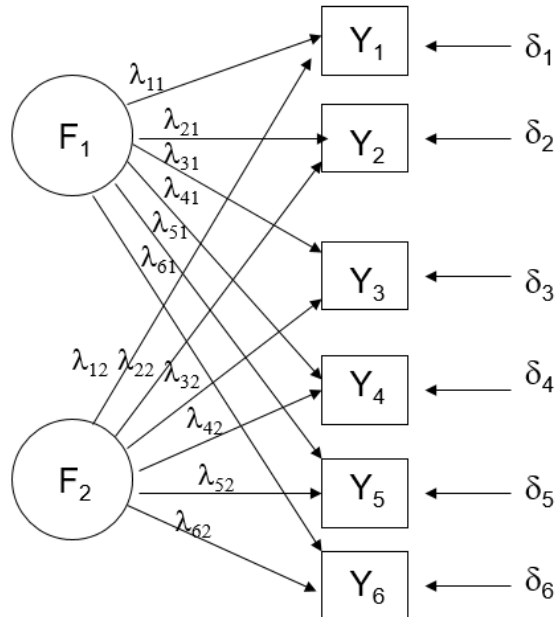 Y₁ δ₁
λ₁₁
F₁ λ₂₁ Y₂ δ₂
λ₃₁
λ₄₁
λ₅₁
λ₆₁
Y₃ δ₃
λ₁₂ λ₂₂ λ₃₂ Y₄ δ₄
λ₄₂
F₂ λ₅₂ Y₅ δ₅
λ₆₂
Y₆ δ₆